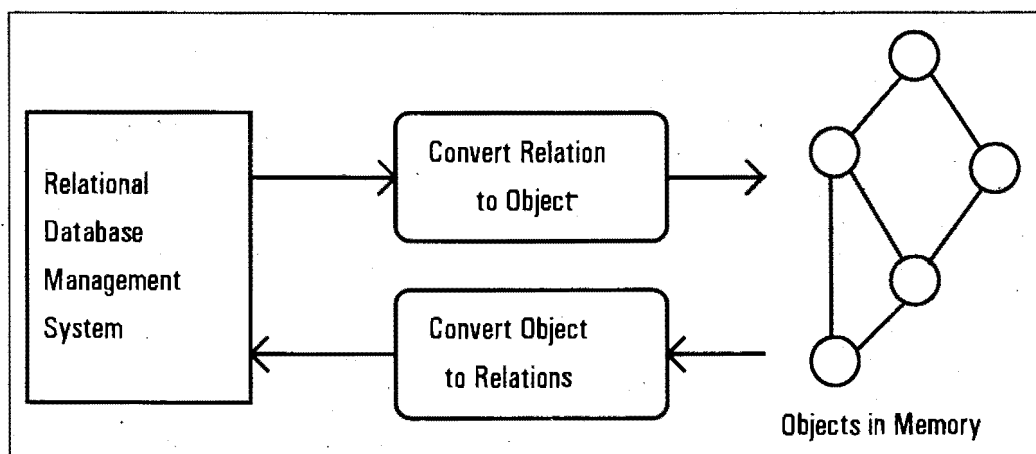 Relational
Database
Management
System
Convert Relation
to Object
Convert Object
to Relations
Objects in Memory